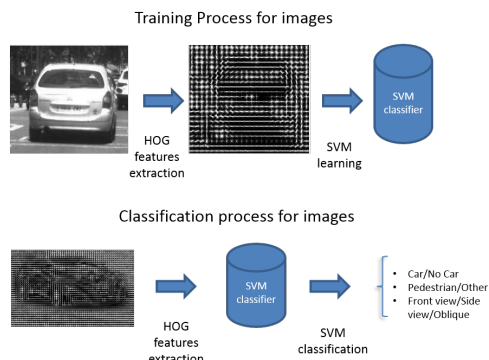 Training Process for images
HOG
features
extraction
SVM
learning
SVM
classifier
Classification process for images
HOG
features
extraction
SVM
classifier
SVM
classification
• Car/No Car
• Pedestrian/Other
• Front view/Side
view/Oblique